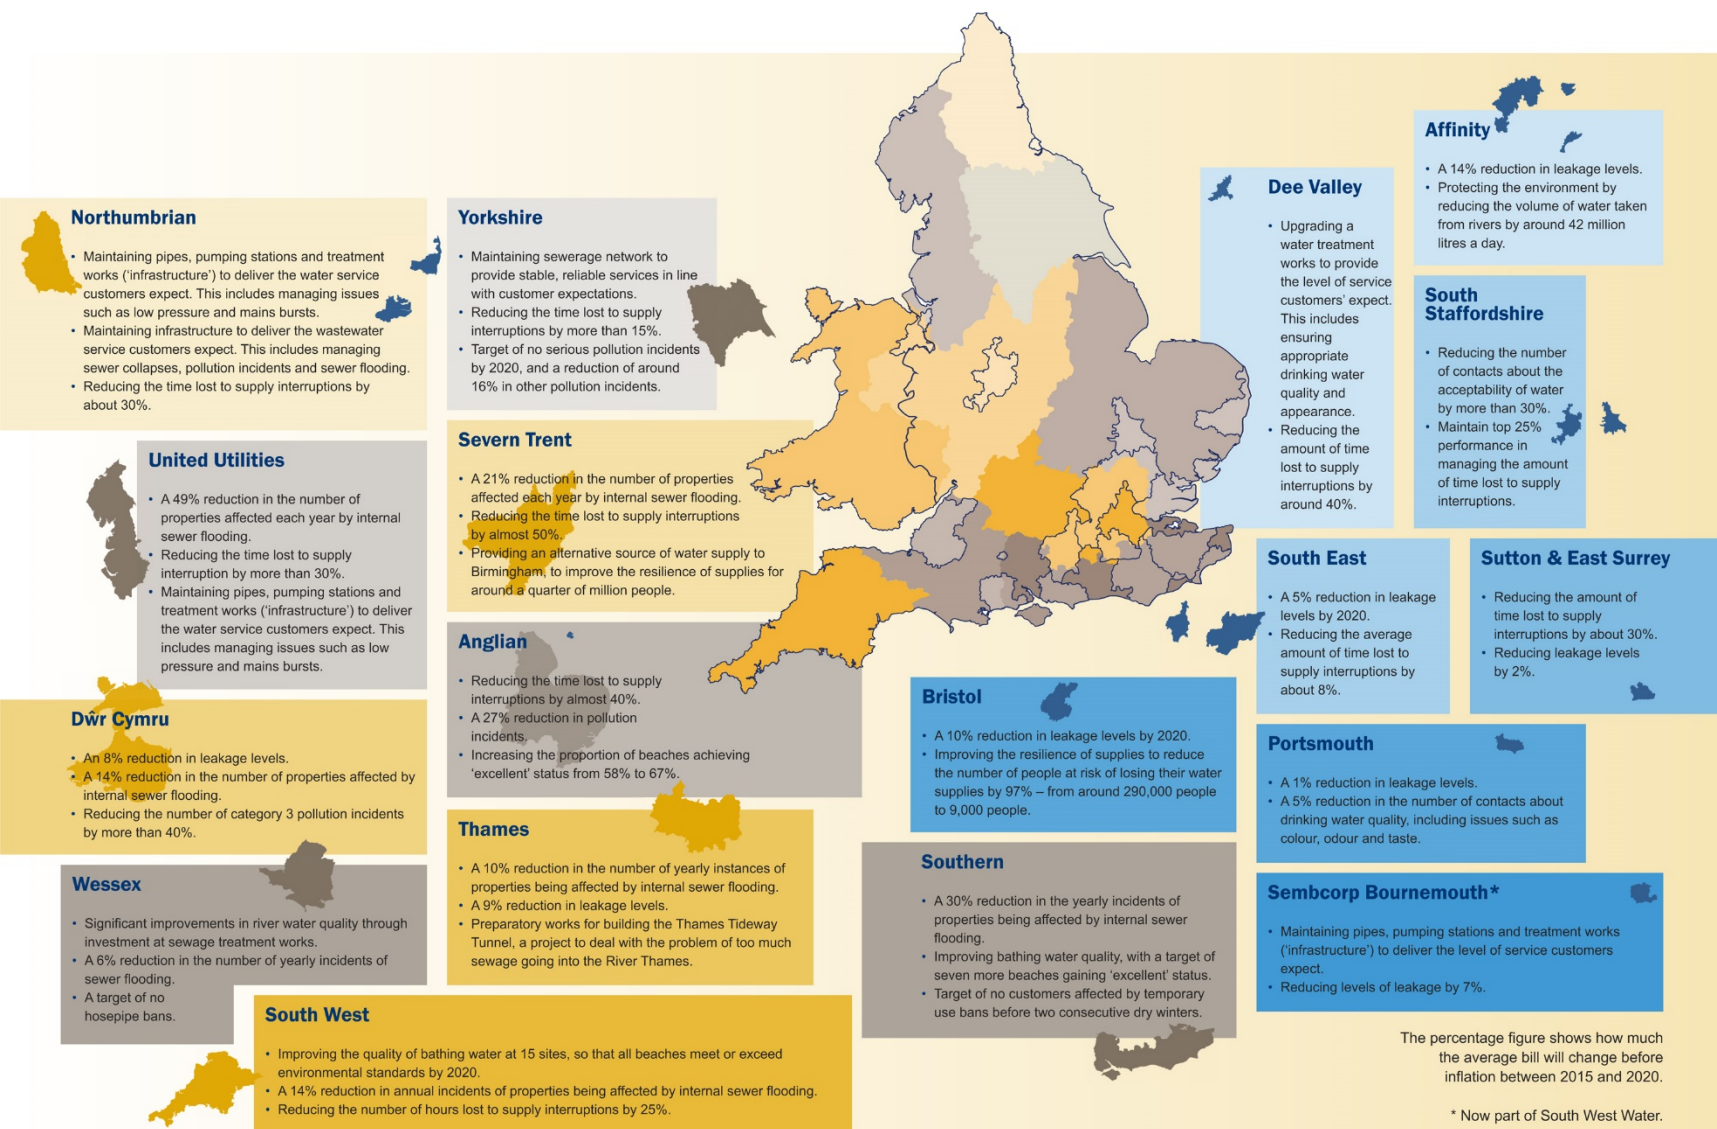 Northumbrian
• Maintaining pipes, pumping stations and treatment
works (‘infrastructure’) to deliver the water service
customers expect. This includes managing issues
such as low pressure and mains bursts.
• Maintaining infrastructure to deliver the wastewater
service customers expect. This includes managing
sewer collapses, pollution incidents and sewer flooding.
• Reducing the time lost to supply interruptions by
about 30%.
United Utilities
• A 49% reduction in the number of
properties affected each year by internal
sewer flooding.
• Reducing the time lost to supply
interruption by more than 30%.
• Maintaining pipes, pumping stations and
treatment works (‘infrastructure’) to deliver
the water service customers expect. This
includes managing issues such as low
pressure and mains bursts.
Dŵr Cymru
• An 8% reduction in leakage levels.
• A 14% reduction in the number of properties affected by
internal sewer flooding.
• Reducing the number of category 3 pollution incidents
by more than 40%.
Wessex
• Significant improvements in river water quality through
investment at sewage treatment works.
• A 6% reduction in the number of yearly incidents of
sewer flooding.
• A target of no
hosepipe bans.
South West
• Improving the quality of bathing water at 15 sites, so that all beaches meet or exceed
environmental standards by 2020.
• A 14% reduction in annual incidents of properties being affected by internal sewer flooding.
• Reducing the number of hours lost to supply interruptions by 25%.
Yorkshire
• Maintaining sewerage network to
provide stable, reliable services in line
with customer expectations.
• Reducing the time lost to supply
interruptions by more than 15%.
• Target of no serious pollution incidents
by 2020, and a reduction of around
16% in other pollution incidents.
Severn Trent
• A 21% reduction in the number of properties
affected each year by internal sewer flooding.
• Reducing the time lost to supply interruptions
by almost 50%.
• Providing an alternative source of water supply to
Birmingham, to improve the resilience of supplies for
around a quarter of million people.
Anglian
• Reducing the time lost to supply
interruptions by almost 40%.
• A 27% reduction in pollution
incidents.
• Increasing the proportion of beaches achieving
‘excellent’ status from 58% to 67%.
Thames
• A 10% reduction in the number of yearly instances of
properties being affected by internal sewer flooding.
• A 9% reduction in leakage levels.
• Preparatory works for building the Thames Tideway
Tunnel, a project to deal with the problem of too much
sewage going into the River Thames.
Bristol
• A 10% reduction in leakage levels by 2020.
• Improving the resilience of supplies to reduce
the number of people at risk of losing their water
supplies by 97% – from around 290,000 people
to 9,000 people.
Southern
• A 30% reduction in the yearly incidents of
properties being affected by internal sewer
flooding.
• Improving bathing water quality, with a target of
seven more beaches gaining ‘excellent’ status.
• Target of no customers affected by temporary
use bans before two consecutive dry winters.
Dee Valley
• Upgrading a
water treatment
works to provide
the level of service
customers’ expect.
This includes
ensuring
appropriate
drinking water
quality and
appearance.
• Reducing the
amount of time
lost to supply
interruptions by
around 40%.
Affinity
• A 14% reduction in leakage levels.
• Protecting the environment by
reducing the volume of water taken
from rivers by around 42 million
litres a day.
South
Staffordshire
• Reducing the number
of contacts about the
acceptability of water
by more than 30%.
• Maintain top 25%
performance in
managing the amount
of time lost to supply
interruptions.
South East
• A 5% reduction in leakage
levels by 2020.
• Reducing the average
amount of time lost to
supply interruptions by
about 8%.
Sutton & East Surrey
• Reducing the amount of
time lost to supply
interruptions by about 30%.
• Reducing leakage levels
by 2%.
Portsmouth
• A 1% reduction in leakage levels.
• A 5% reduction in the number of contacts about
drinking water quality, including issues such as
colour, odour and taste.
Sembcorp Bournemouth*
• Maintaining pipes, pumping stations and treatment works
(‘infrastructure’) to deliver the level of service customers
expect.
• Reducing levels of leakage by 7%.
The percentage figure shows how much
the average bill will change before
inflation between 2015 and 2020.
* Now part of South West Water.